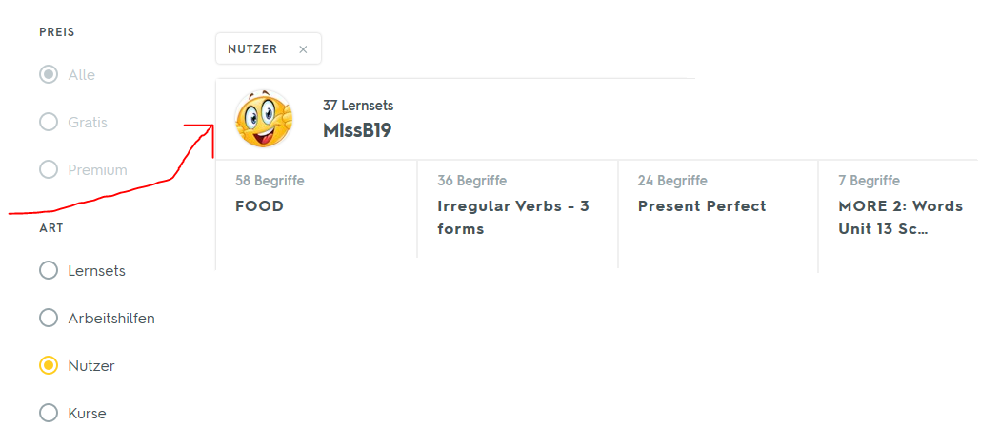 PREIS
Alle
Gratis
Premium
ART
Lernsets
Arbeitshilfen
Nutzer
Kurse
NUTZER ×
37 Lernsets
MissB19
58 Begriffe
FOOD
36 Begriffe
Irregular Verbs - 3
forms
24 Begriffe
Present Perfect
7 Begriffe
MORE 2: Words
Unit 13 Sc...